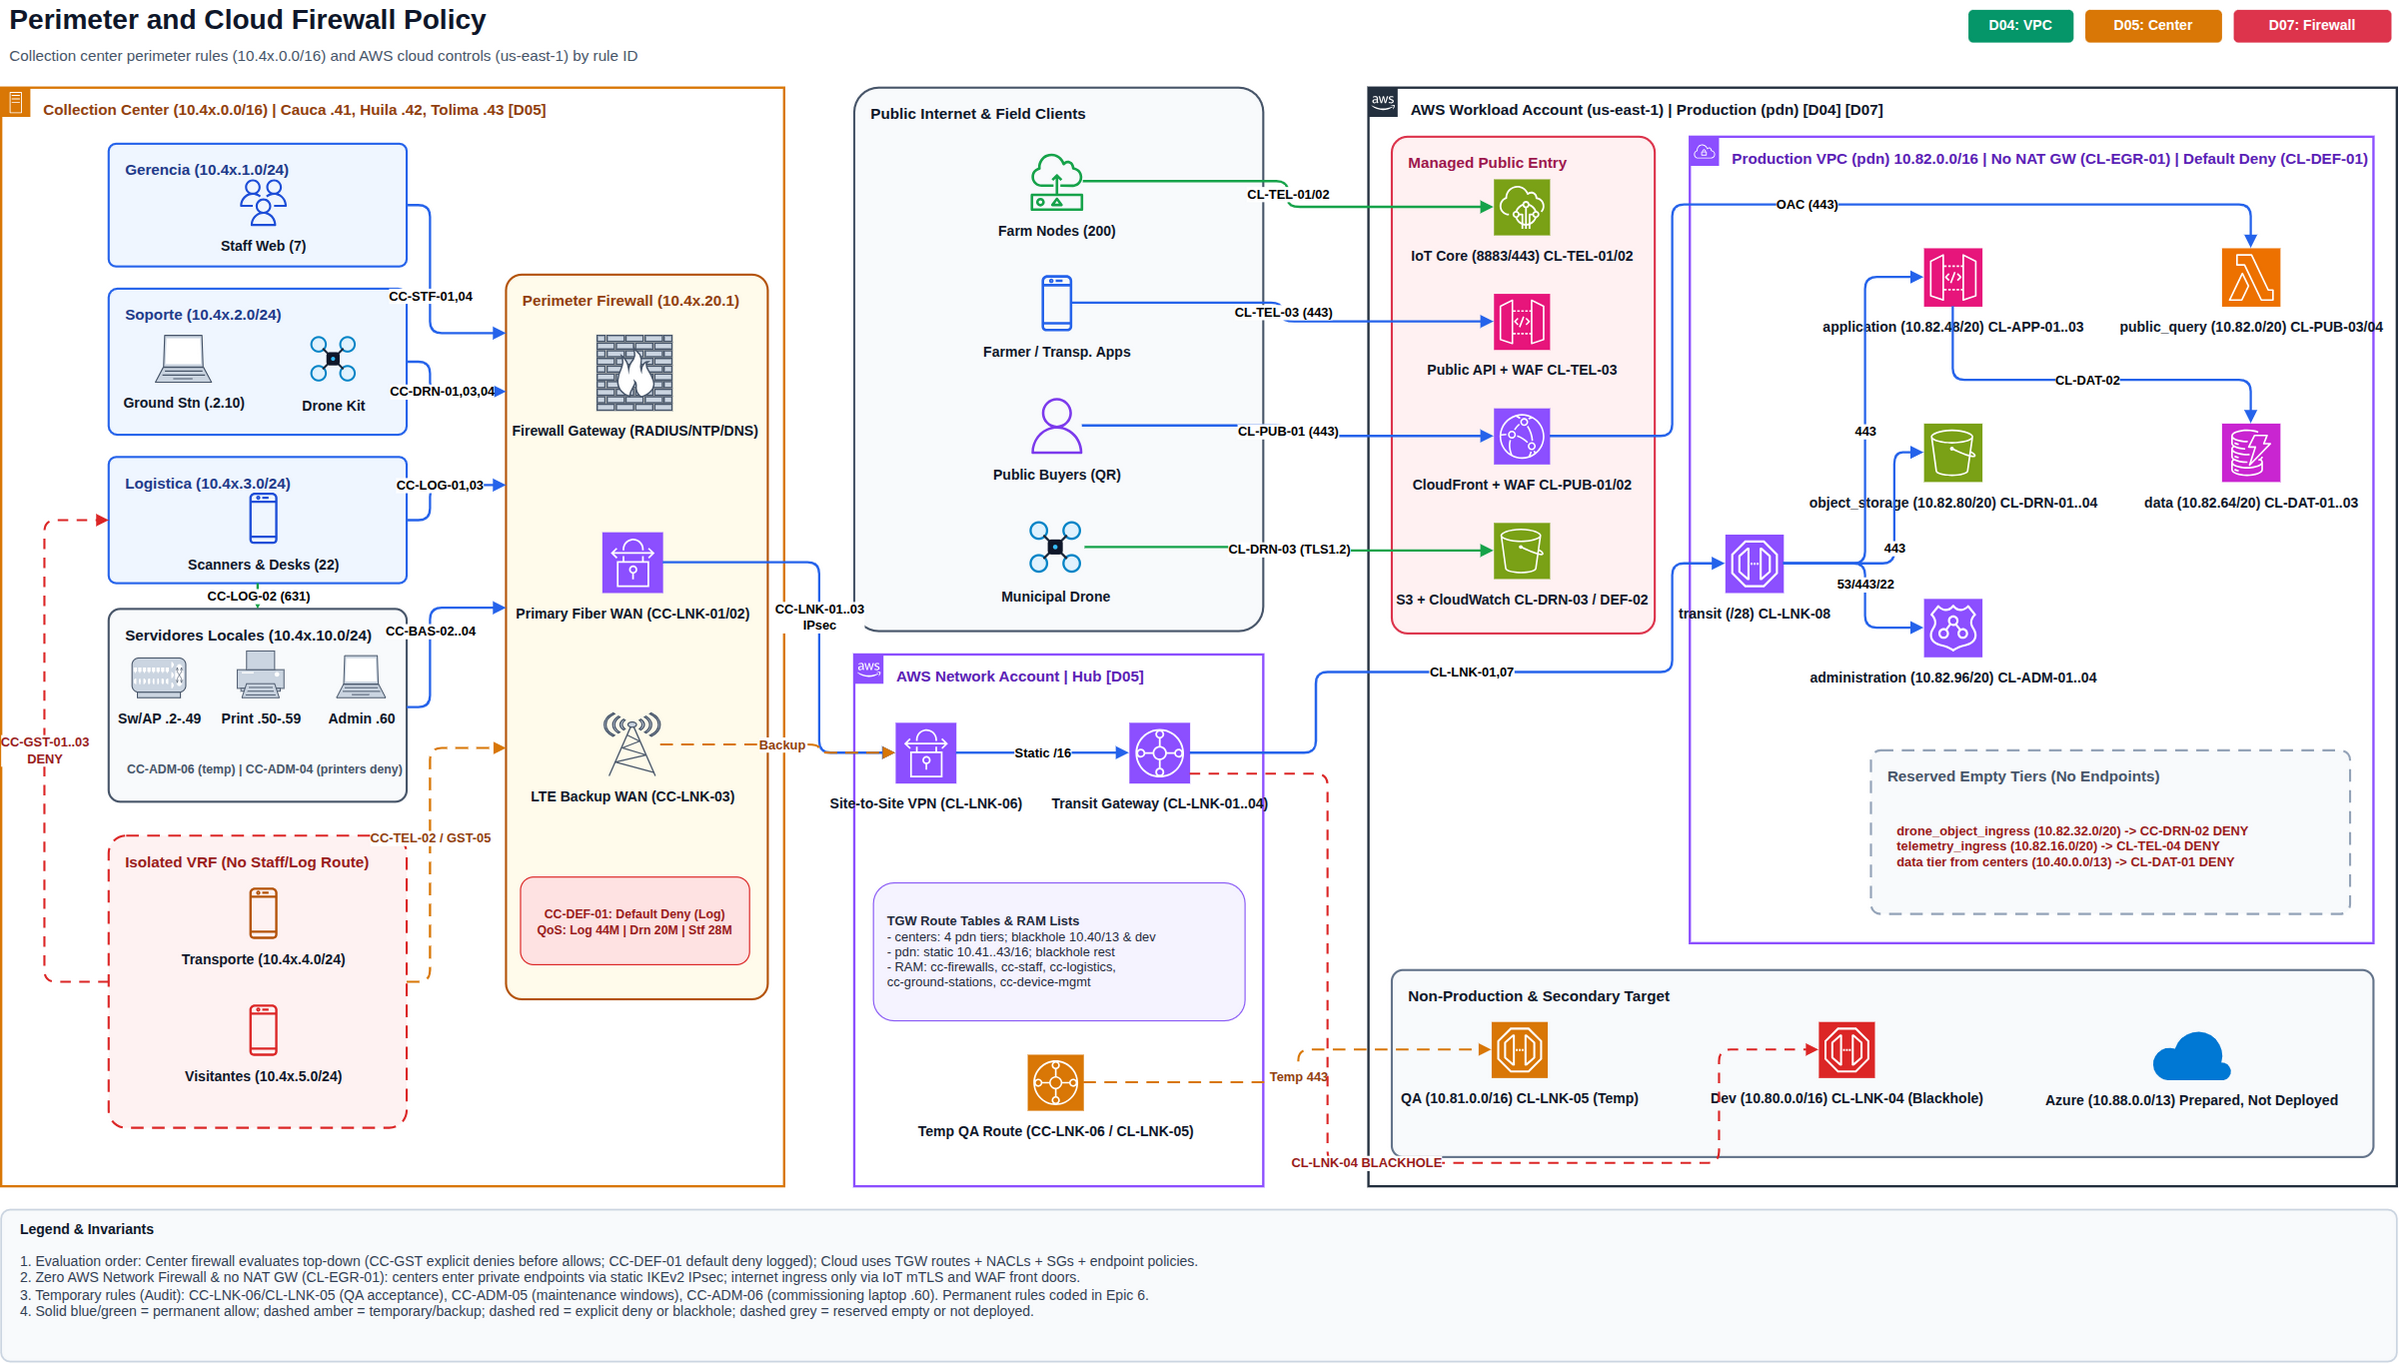 Perimeter and Cloud Firewall Policy
Collection center perimeter rules (10.4x.0.0/16) and AWS cloud controls (us-east-1) by rule ID
D04: VPC
D05: Center
D07: Firewall
Collection Center (10.4x.0.0/16) | Cauca .41, Huila .42, Tolima .43 [D05]
Gerencia (10.4x.1.0/24)
Staff Web (7)
CC-STF-01,04
Soporte (10.4x.2.0/24)
Ground Stn (.2.10)
Drone Kit
CC-DRN-01,03,04
Logistica (10.4x.3.0/24)
Scanners & Desks (22)
CC-LOG-01,03
CC-LOG-02 (631)
Servidores Locales (10.4x.10.0/24)
CC-BAS-02..04
Sw/AP .2-.49
Print .50-.59
Admin .60
CC-ADM-06 (temp) | CC-ADM-04 (printers deny)
CC-GST-01..03
DENY
CC-TEL-02 / GST-05
Isolated VRF (No Staff/Log Route)
Transporte (10.4x.4.0/24)
Visitantes (10.4x.5.0/24)
Perimeter Firewall (10.4x.20.1)
Firewall Gateway (RADIUS/NTP/DNS)
Primary Fiber WAN (CC-LNK-01/02)
LTE Backup WAN (CC-LNK-03)
CC-DEF-01: Default Deny (Log)
QoS: Log 44M | Drn 20M | Stf 28M
CC-LNK-01..03
IPsec
Backup
Public Internet & Field Clients
Farm Nodes (200)
Farmer / Transp. Apps
Public Buyers (QR)
Municipal Drone
CL-TEL-01/02
CL-TEL-03 (443)
CL-PUB-01 (443)
CL-DRN-03 (TLS1.2)
AWS Network Account | Hub [D05]
Static /16
Site-to-Site VPN (CL-LNK-06)
Transit Gateway (CL-LNK-01..04)
TGW Route Tables & RAM Lists
- centers: 4 pdn tiers; blackhole 10.40/13 & dev
- pdn: static 10.41..43/16; blackhole rest
- RAM: cc-firewalls, cc-staff, cc-logistics,
cc-ground-stations, cc-device-mgmt
Temp QA Route (CC-LNK-06 / CL-LNK-05)
Temp 443
CL-LNK-04 BLACKHOLE
CL-LNK-01,07
AWS Workload Account (us-east-1) | Production (pdn) [D04] [D07]
Managed Public Entry
IoT Core (8883/443) CL-TEL-01/02
Public API + WAF CL-TEL-03
CloudFront + WAF CL-PUB-01/02
S3 + CloudWatch CL-DRN-03 / DEF-02
Production VPC (pdn) 10.82.0.0/16 | No NAT GW (CL-EGR-01) | Default Deny (CL-DEF-01)
OAC (443)
application (10.82.48/20) CL-APP-01..03
public_query (10.82.0/20) CL-PUB-03/04
CL-DAT-02
443
object_storage (10.82.80/20) CL-DRN-01..04
data (10.82.64/20) CL-DAT-01..03
443
53/443/22
transit (/28) CL-LNK-08
administration (10.82.96/20) CL-ADM-01..04
Reserved Empty Tiers (No Endpoints)
drone_object_ingress (10.82.32.0/20) -> CC-DRN-02 DENY
telemetry_ingress (10.82.16.0/20) -> CL-TEL-04 DENY
data tier from centers (10.40.0.0/13) -> CL-DAT-01 DENY
Non-Production & Secondary Target
QA (10.81.0.0/16) CL-LNK-05 (Temp)
Dev (10.80.0.0/16) CL-LNK-04 (Blackhole)
Azure (10.88.0.0/13) Prepared, Not Deployed
Legend & Invariants
1. Evaluation order: Center firewall evaluates top-down (CC-GST explicit denies before allows; CC-DEF-01 default deny logged); Cloud uses TGW routes + NACLs + SGs + endpoint policies.
2. Zero AWS Network Firewall & no NAT GW (CL-EGR-01): centers enter private endpoints via static IKEv2 IPsec; internet ingress only via IoT mTLS and WAF front doors.
3. Temporary rules (Audit): CC-LNK-06/CL-LNK-05 (QA acceptance), CC-ADM-05 (maintenance windows), CC-ADM-06 (commissioning laptop .60). Permanent rules coded in Epic 6.
4. Solid blue/green = permanent allow; dashed amber = temporary/backup; dashed red = explicit deny or blackhole; dashed grey = reserved empty or not deployed.